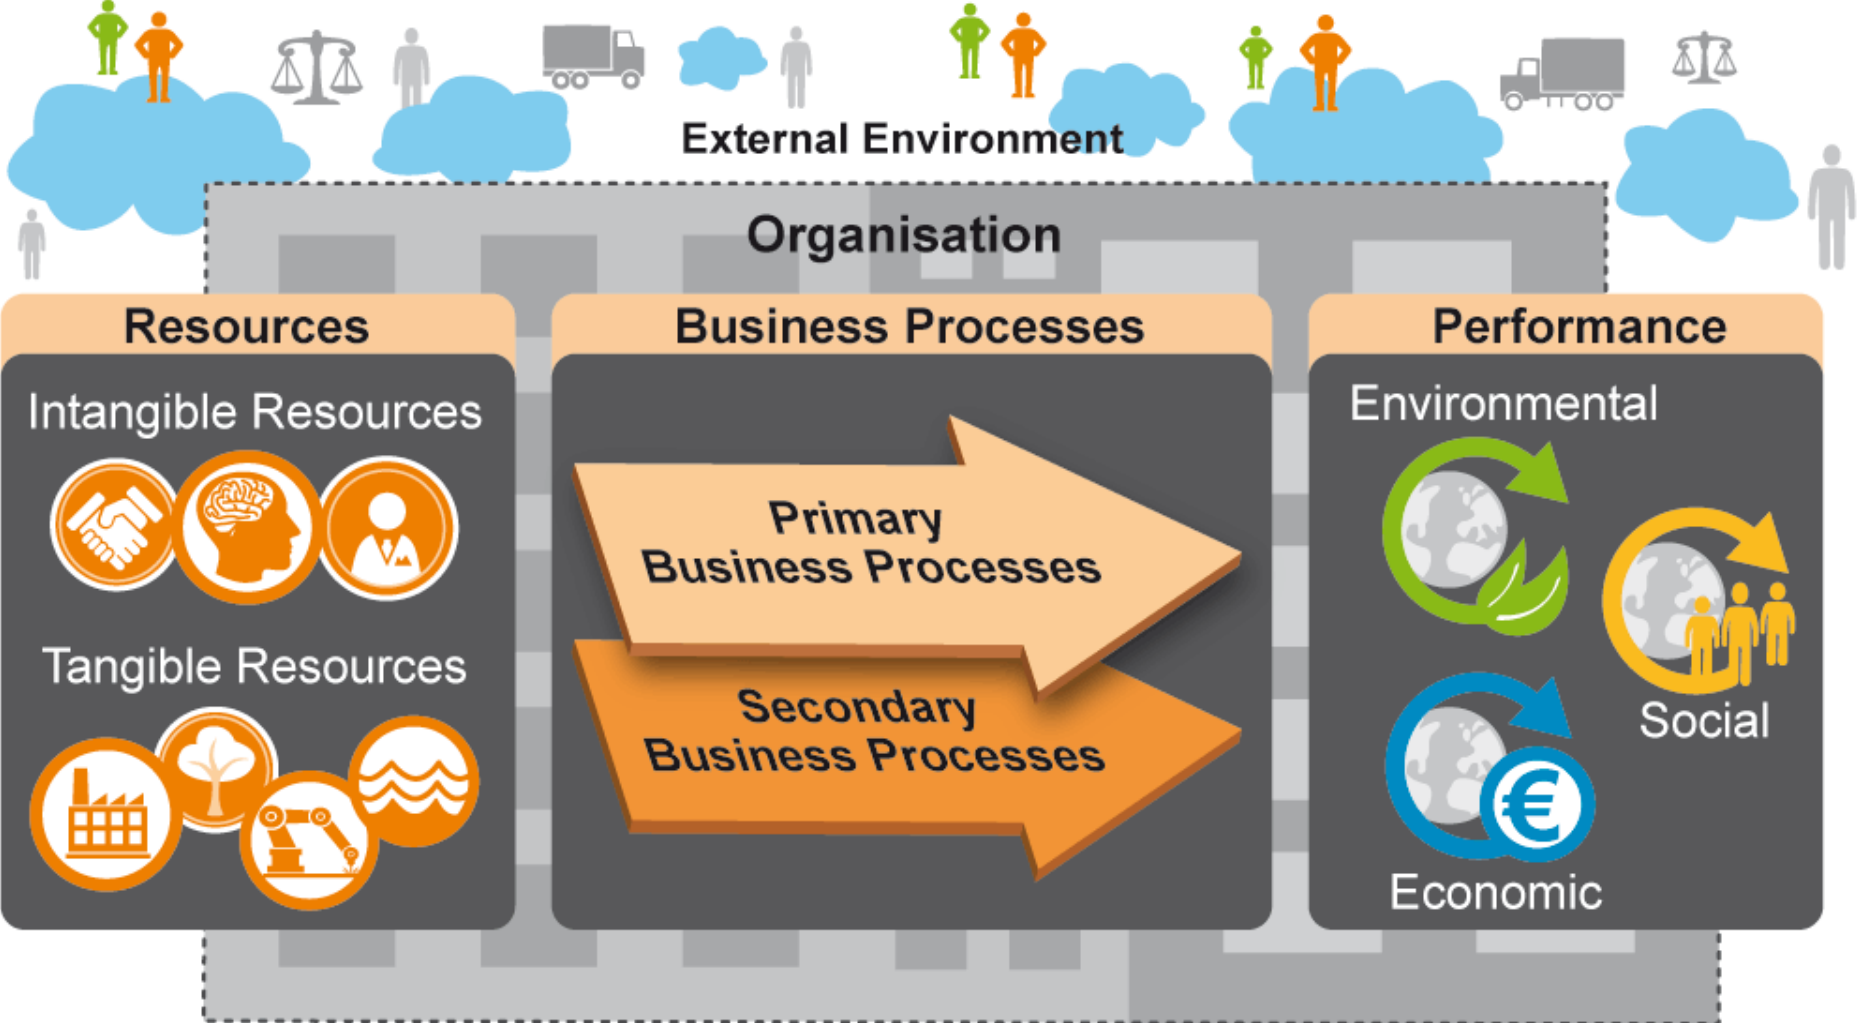 External Environment
Organisation
Resources
Intangible Resources
Tangible Resources
Business Processes
Primary
Business Processes
Secondary
Business Processes
Performance
Environmental
Social
€
Economic